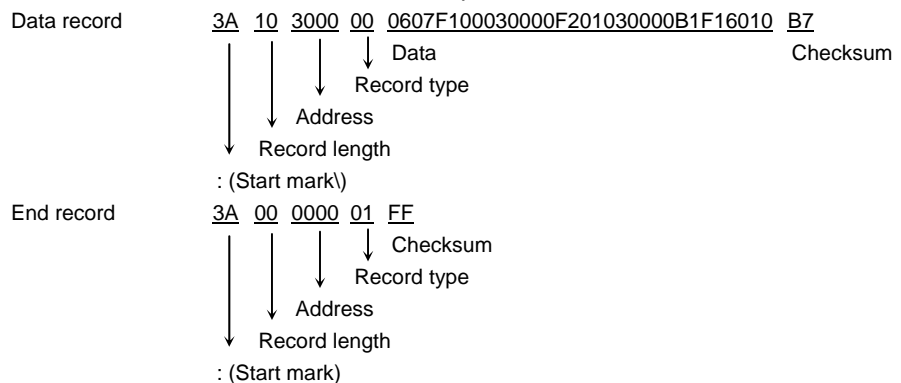 Data record 3A 10 3000 00 0607F100030000F201030000B1F16010 B7
Data Checksum
Record type
Address
Record length
: (Start mark\)
End record 3A 00 0000 01 FF
Checksum
Record type
Address
Record length
: (Start mark)